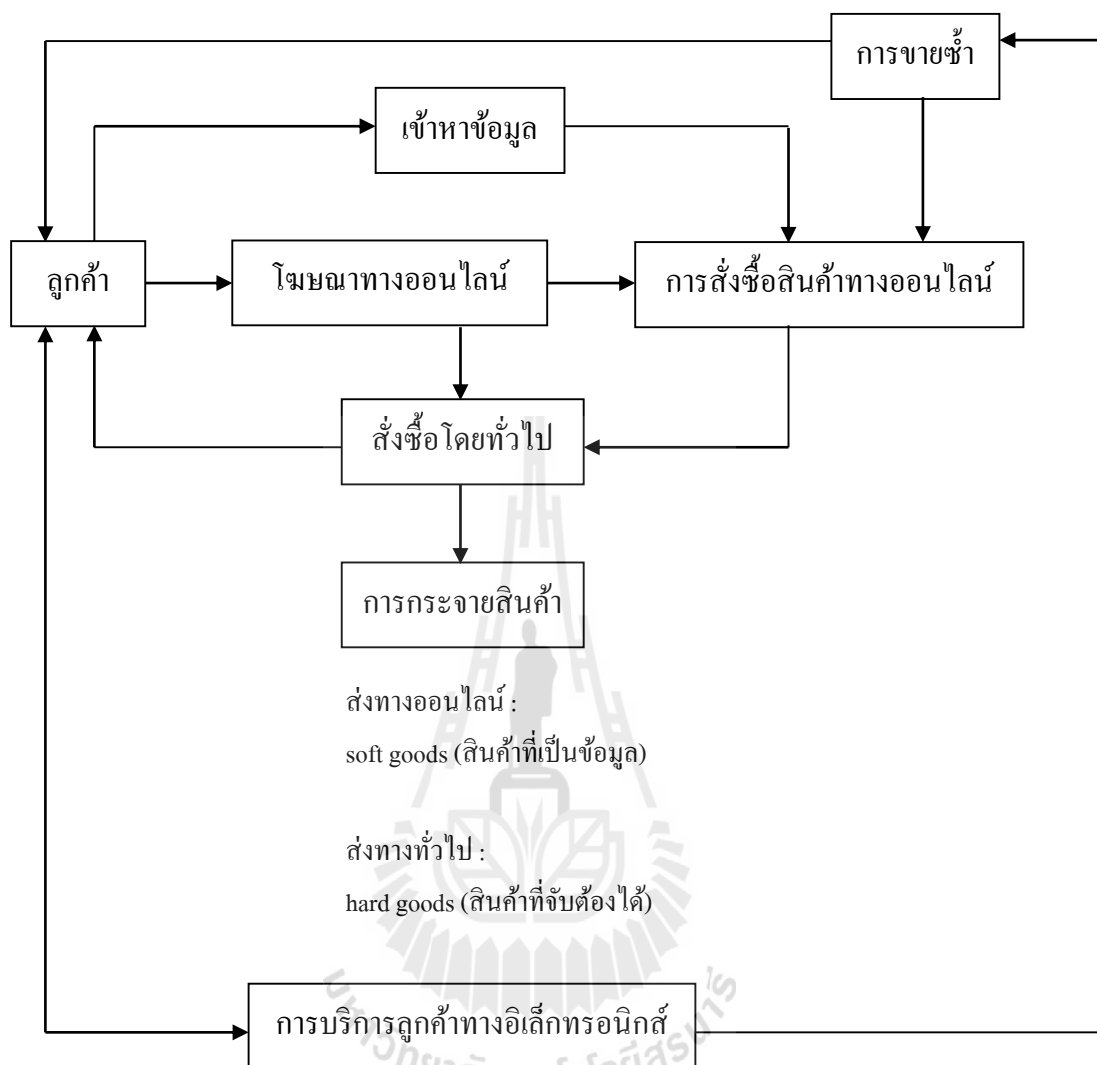 การขายซ้ำ
เข้าหาข้อมูล
ลูกค้า
โฆษณาทางออนไลน์
การสั่งซื้อสินค้าทางออนไลน์
สั่งซื้อโดยทั่วไป
การกระจายสินค้า
ส่งทางออนไลน์ :
soft goods (สินค้าที่เป็นข้อมูล)
ส่งทางทั่วไป :
hard goods (สินค้าที่จับต้องได้)
การบริการลูกค้าทางอิเล็กทรอนิกส์